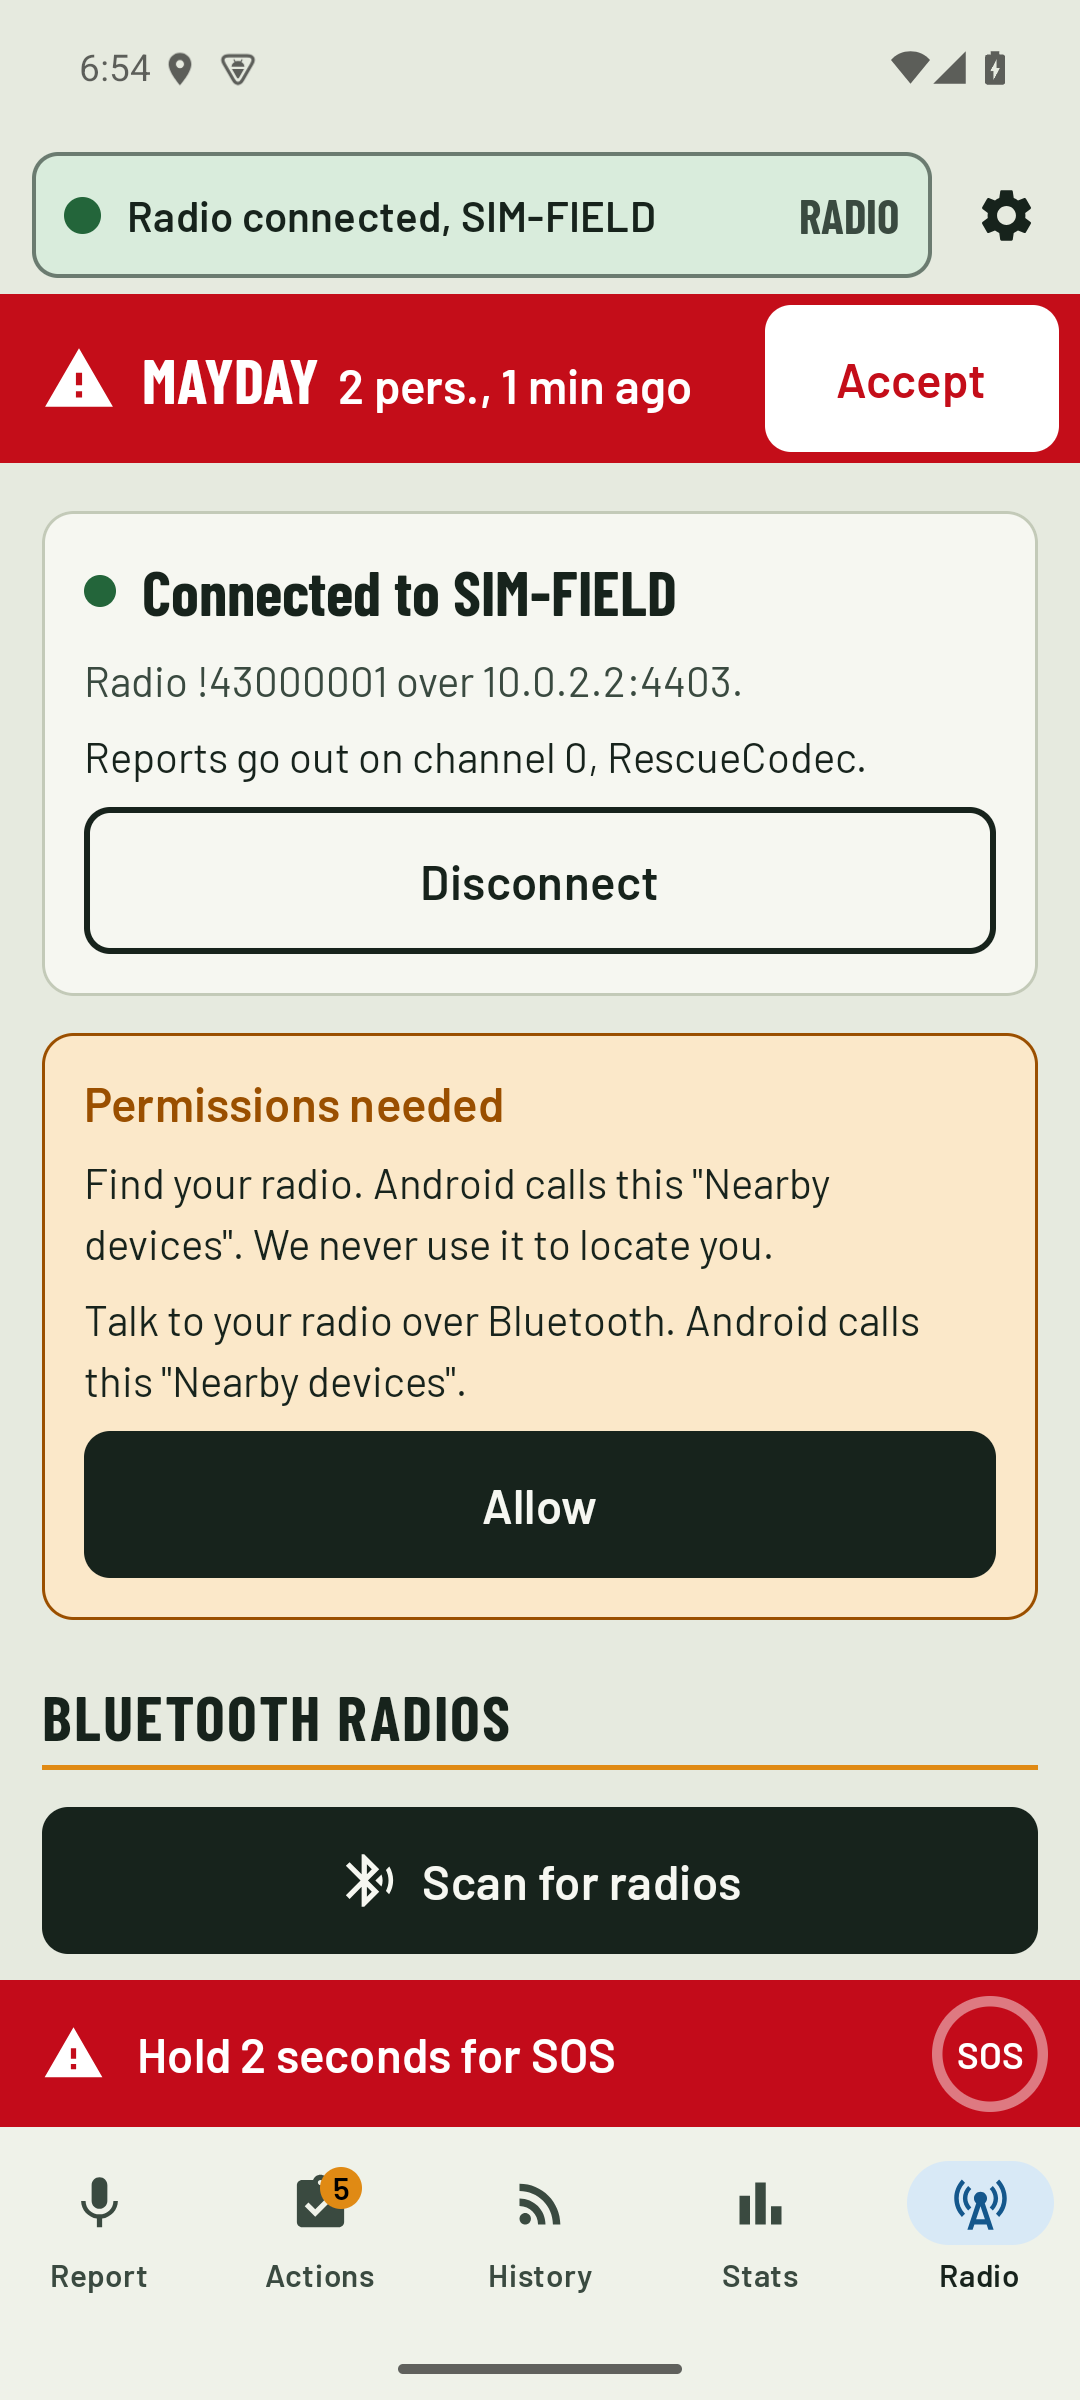 6:54
Radio connected, SIM-FIELD RADIO
MAYDAY 2 pers., 1 min ago Accept
Connected to SIM-FIELD
Radio !43000001 over 10.0.2.2:4403.
Reports go out on channel 0, RescueCodec.
Disconnect
Permissions needed
Find your radio. Android calls this "Nearby
devices". We never use it to locate you.
Talk to your radio over Bluetooth. Android calls
this "Nearby devices".
Allow
BLUETOOTH RADIOS
Scan for radios
Hold 2 seconds for SOS SOS
5
Report Actions History Stats Radio